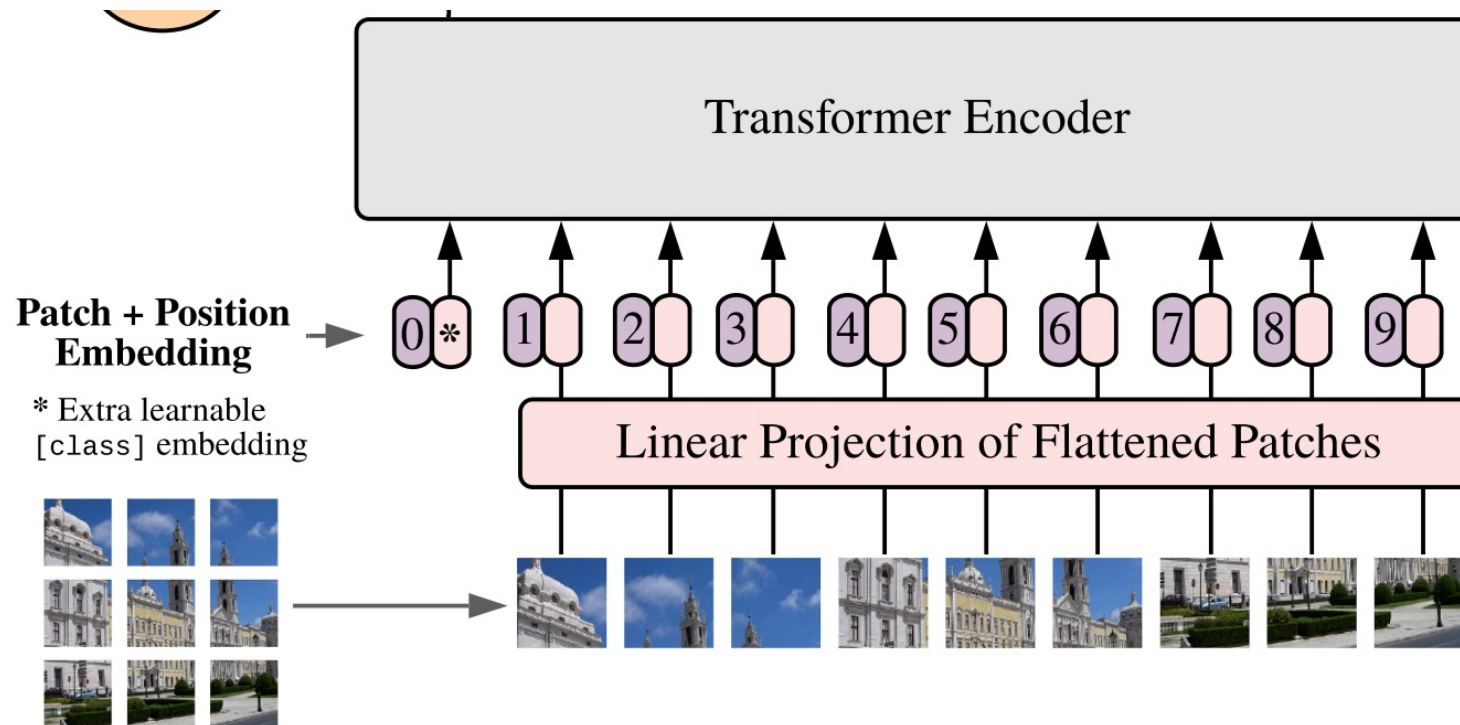 Transformer Encoder
Patch + Position
Embedding
0 * 1 2 3 4 5 6 7 8 9
* Extra learnable
[class] embedding
Linear Projection of Flattened Patches